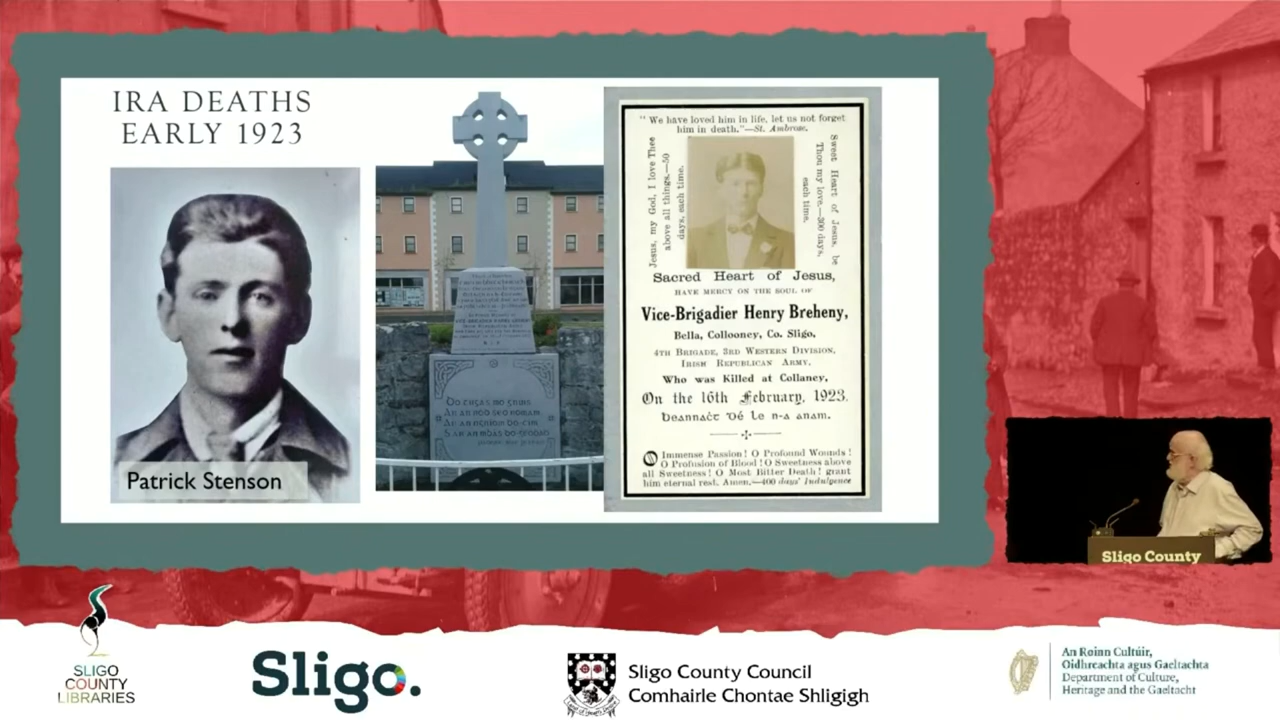 IRA DEATHS
EARLY 1923
Patrick Stenson
Do thugas mo ghnúis
" We have loved him in life, let us not forget
him in death."—St. Ambrose.
Jesus, my God, I love Thee
above all things.—50
days, each time.
Sweet Heart of Jesus, be
Thou my love.—300 days,
each time.
Sacred Heart of Jesus,
HAVE MERCY ON THE SOUL OF
Vice-Brigadier Henry Breheny,
Bella, Collooney, Co. Sligo.
4TH BRIGADE, 3RD WESTERN DIVISION,
IRISH REPUBLICAN ARMY.
Who was Killed at Collaney,
On the 16th February, 1923.
Beannacht Dé le n-a anam.
O Immense Passion ! O Profound Wounds !
O Profusion of Blood ! O Sweetness above
all Sweetness ! O Most Bitter Death ! grant
him eternal rest. Amen.—400 days' Indulgence
Sligo County
SLIGO
COUNTY
LIBRARIES
Sligo.
Sligo County Council
Comhairle Chontae Shligigh
An Roinn Cultúir,
Oidhreachta agus Gaeltachta
Department of Culture,
Heritage and the Gaeltacht